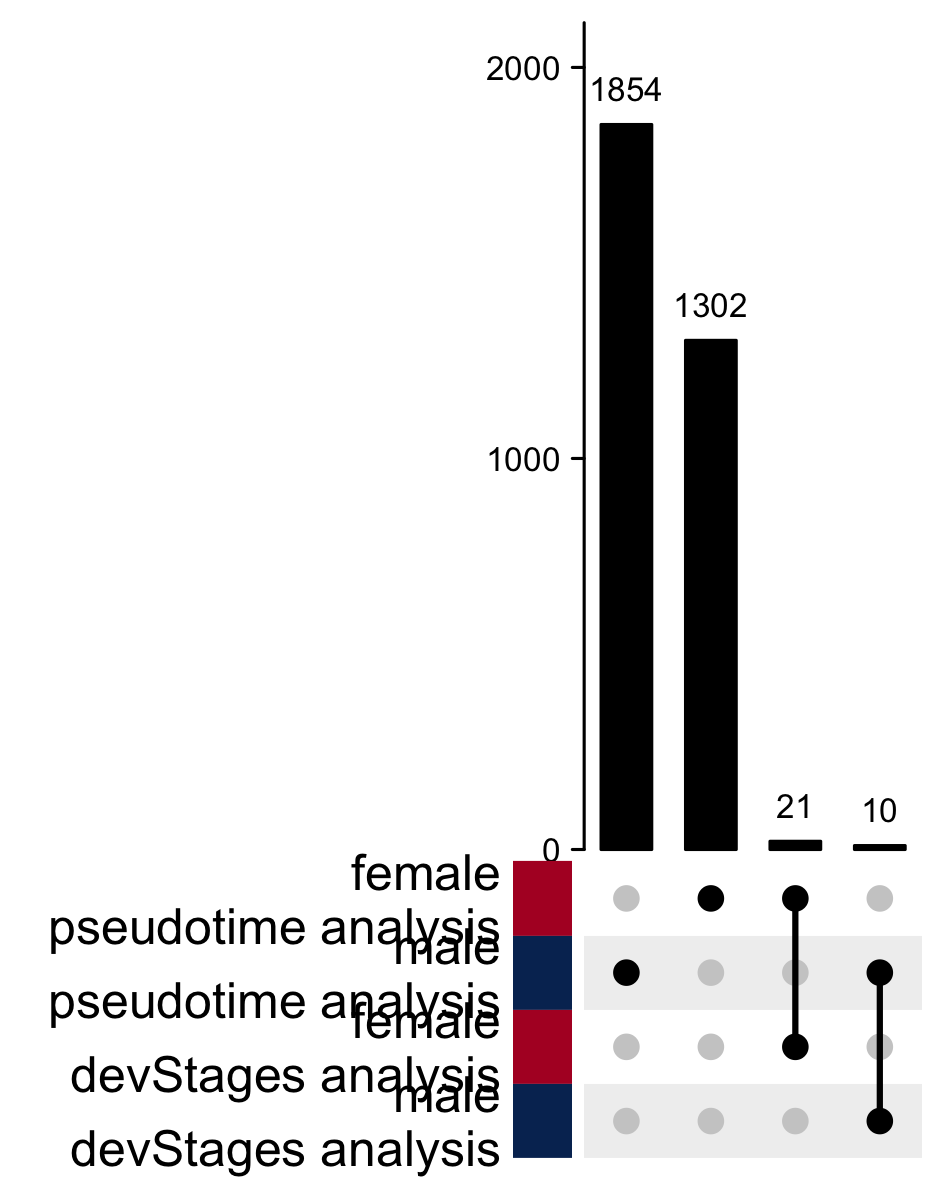 2000
1854
1302
1000
21
10
0
female
pseudotime analysis
male
pseudotime analysis
female
devStages analysis
male
devStages analysis